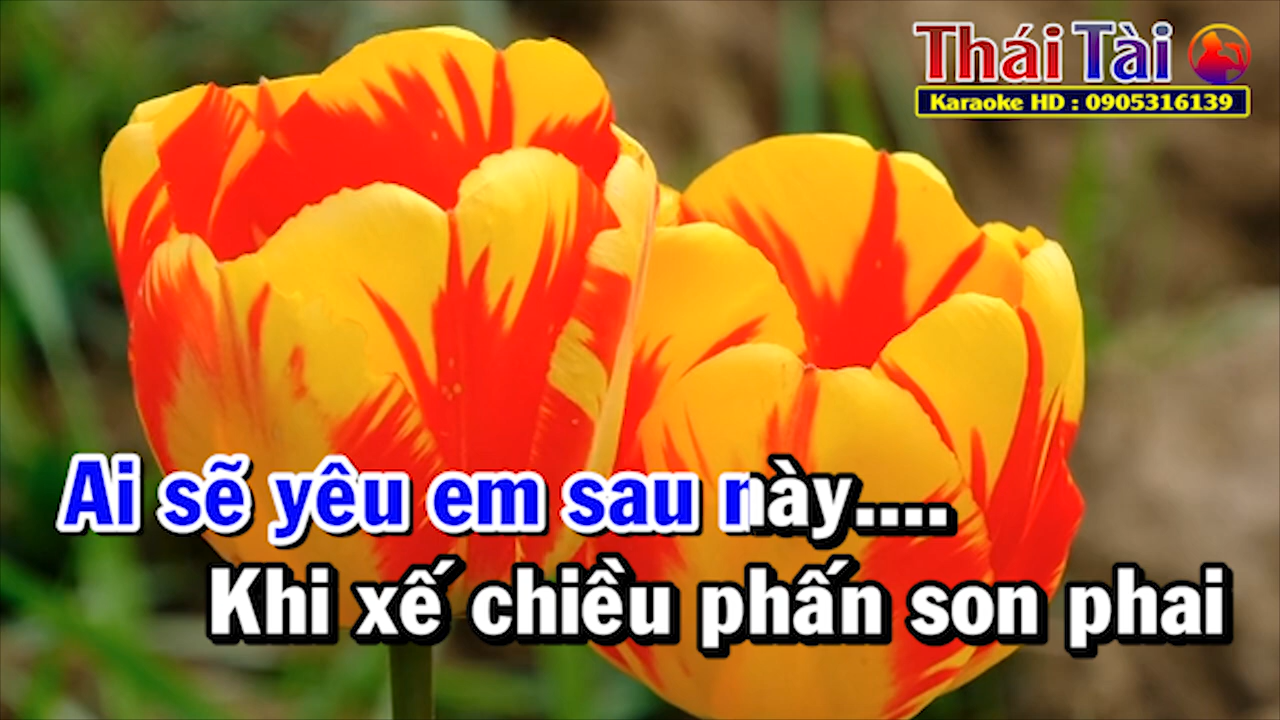 Thái Tài
Karaoke HD : 0905316139
Ai sẽ yêu em sau này....
Khi xế chiều phấn son phai